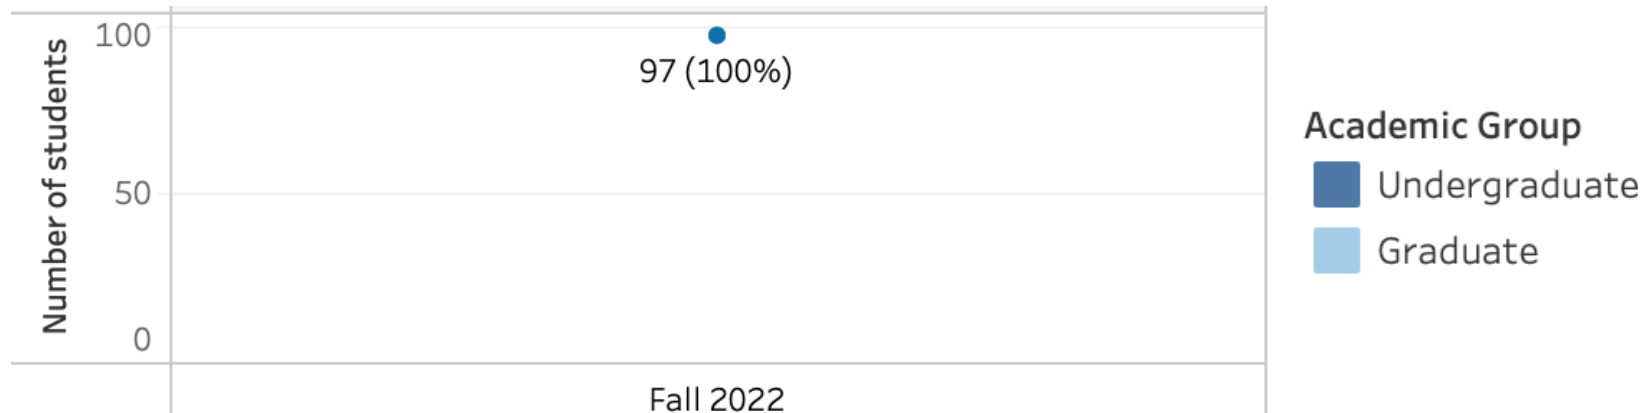 Number of students
100
50
0
97 (100%)
Fall 2022
Academic Group
Undergraduate
Graduate